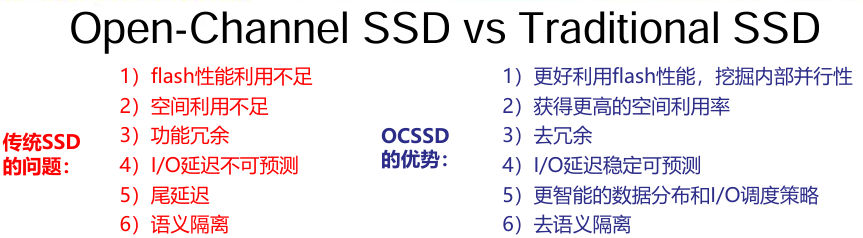 Open-Channel SSD vs Traditional SSD
传统SSD
的问题：
1）flash性能利用不足
2）空间利用不足
3）功能冗余
4）I/O延迟不可预测
5）尾延迟
6）语义隔离
OCSSD
的优势：
1）更好利用flash性能，挖掘内部并行性
2）获得更高的空间利用率
3）去冗余
4）I/O延迟稳定可预测
5）更智能的数据分布和I/O调度策略
6）去语义隔离